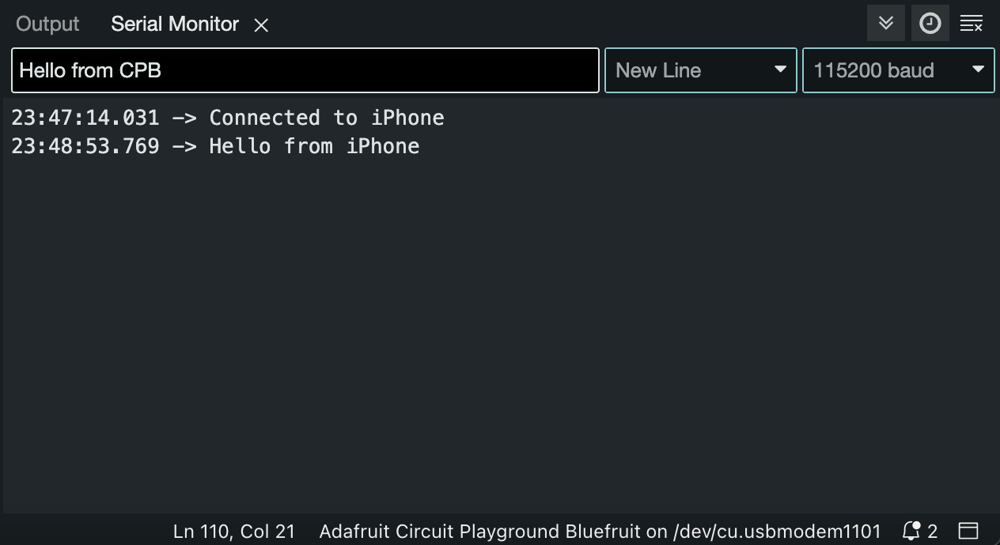 Output Serial Monitor
Hello from CPB New Line 115200 baud
23:47:14.031 -> Connected to iPhone
23:48:53.769 -> Hello from iPhone
Ln 110, Col 21 Adafruit Circuit Playground Bluefruit on /dev/cu.usbmodem1101 2